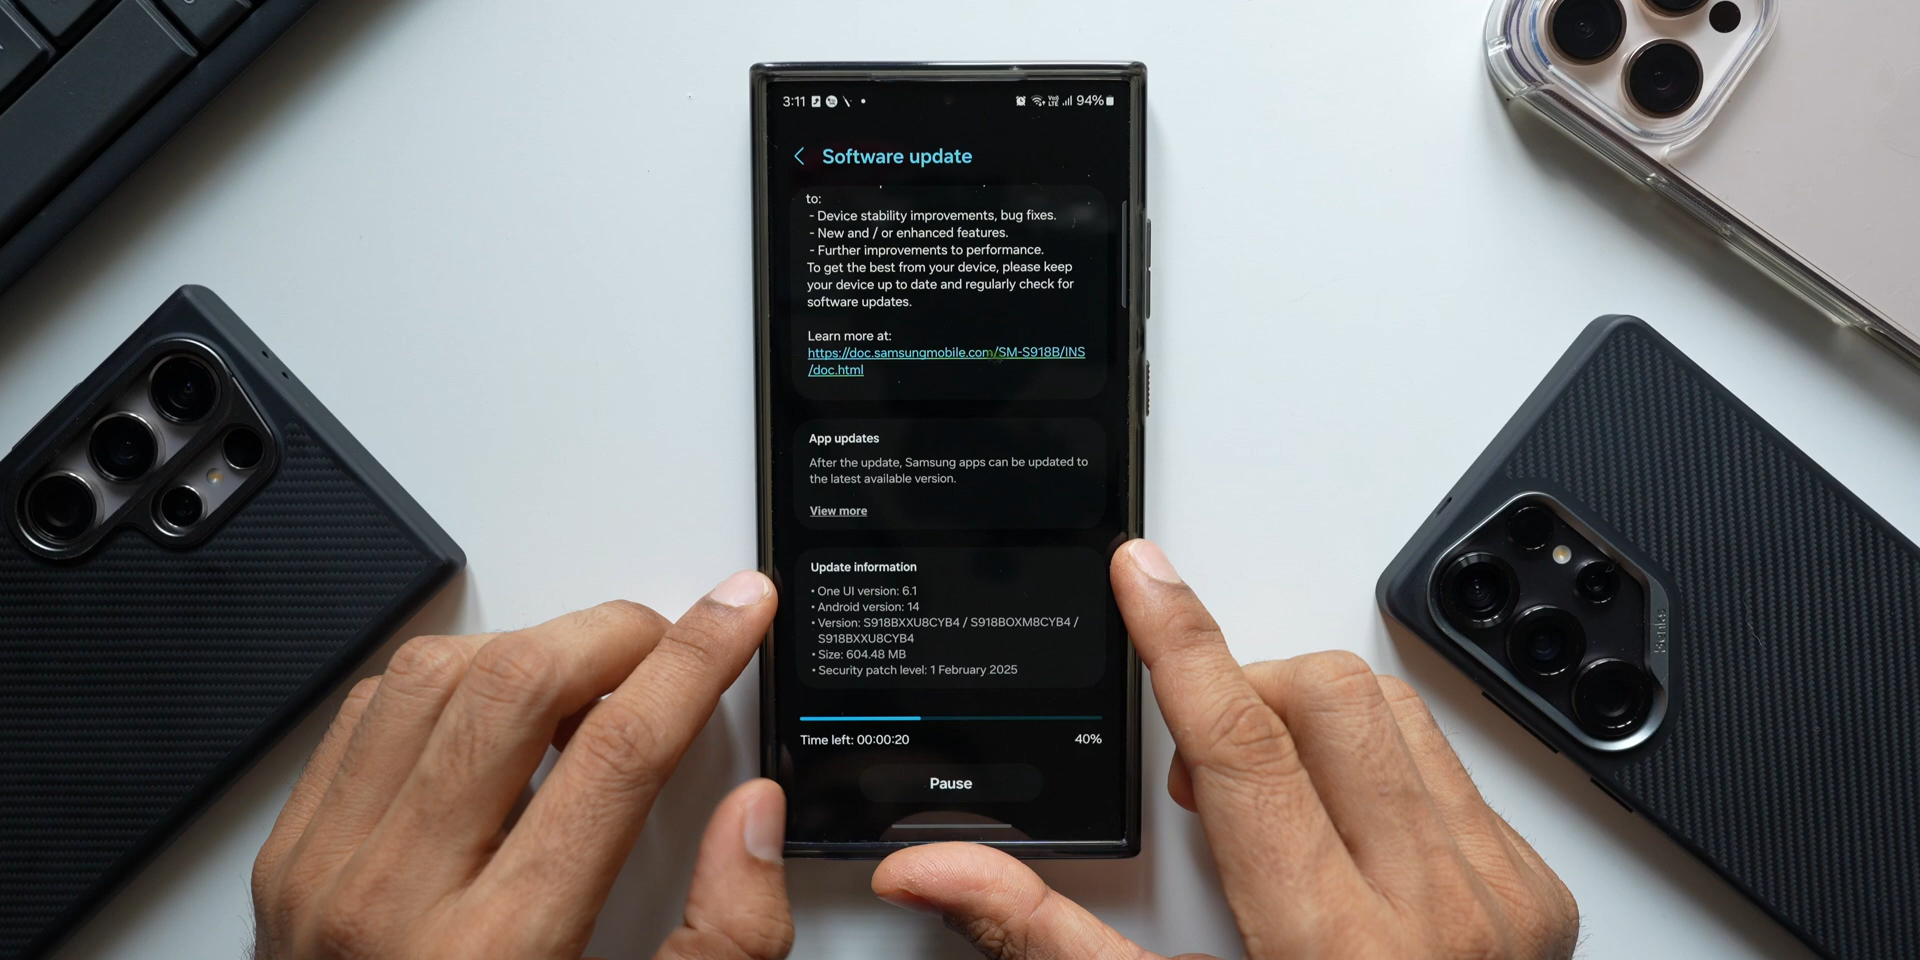 3:11
VoO LTE 94%
Software update
to:
- Device stability improvements, bug fixes.
- New and / or enhanced features.
- Further improvements to performance.
To get the best from your device, please keep
your device up to date and regularly check for
software updates.
Learn more at:
https://doc.samsungmobile.com/SM-S918B/INS
/doc.html
App updates
After the update, Samsung apps can be updated to
the latest available version.
View more
Update information
• One UI version: 6.1
• Android version: 14
• Version: S918BXXU8CYB4 / S918BOXM8CYB4 /
S918BXXU8CYB4
• Size: 604.48 MB
• Security patch level: 1 February 2025
Time left: 00:00:20 40%
Pause
benks